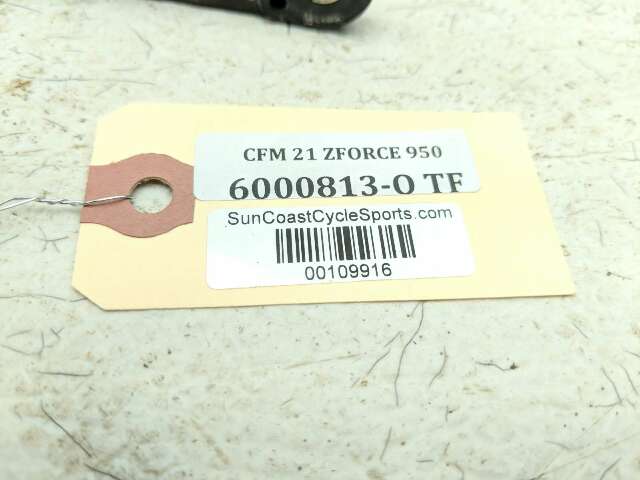 CFM 21 ZFORCE 950
6000813-O TF
SunCoastCycleSports.com
00109916